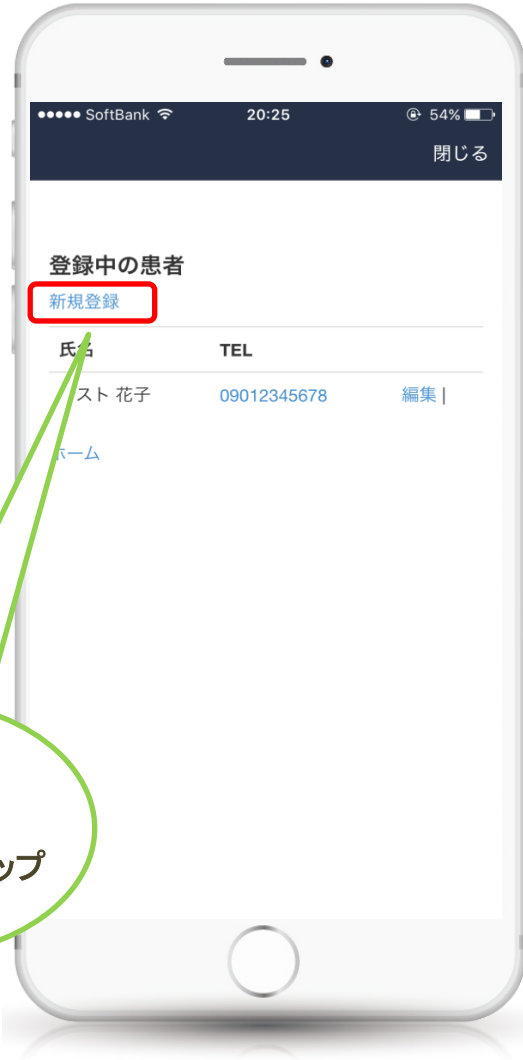 SoftBank 20:25 54%
閉じる
登録中の患者
新規登録
氏名 TEL
スト 花子 09012345678 編集 |
ホーム
ップ